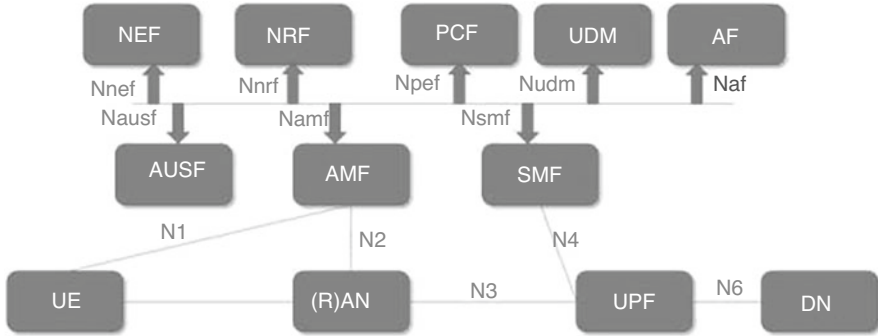 NEF NRF PCF UDM AF
Nnef Nnrf Npef Nudm Naf
Nausf Namf Nsmf
AUSF AMF SMF
N1 N2 N4
UE (R)AN N3 UPF N6 DN